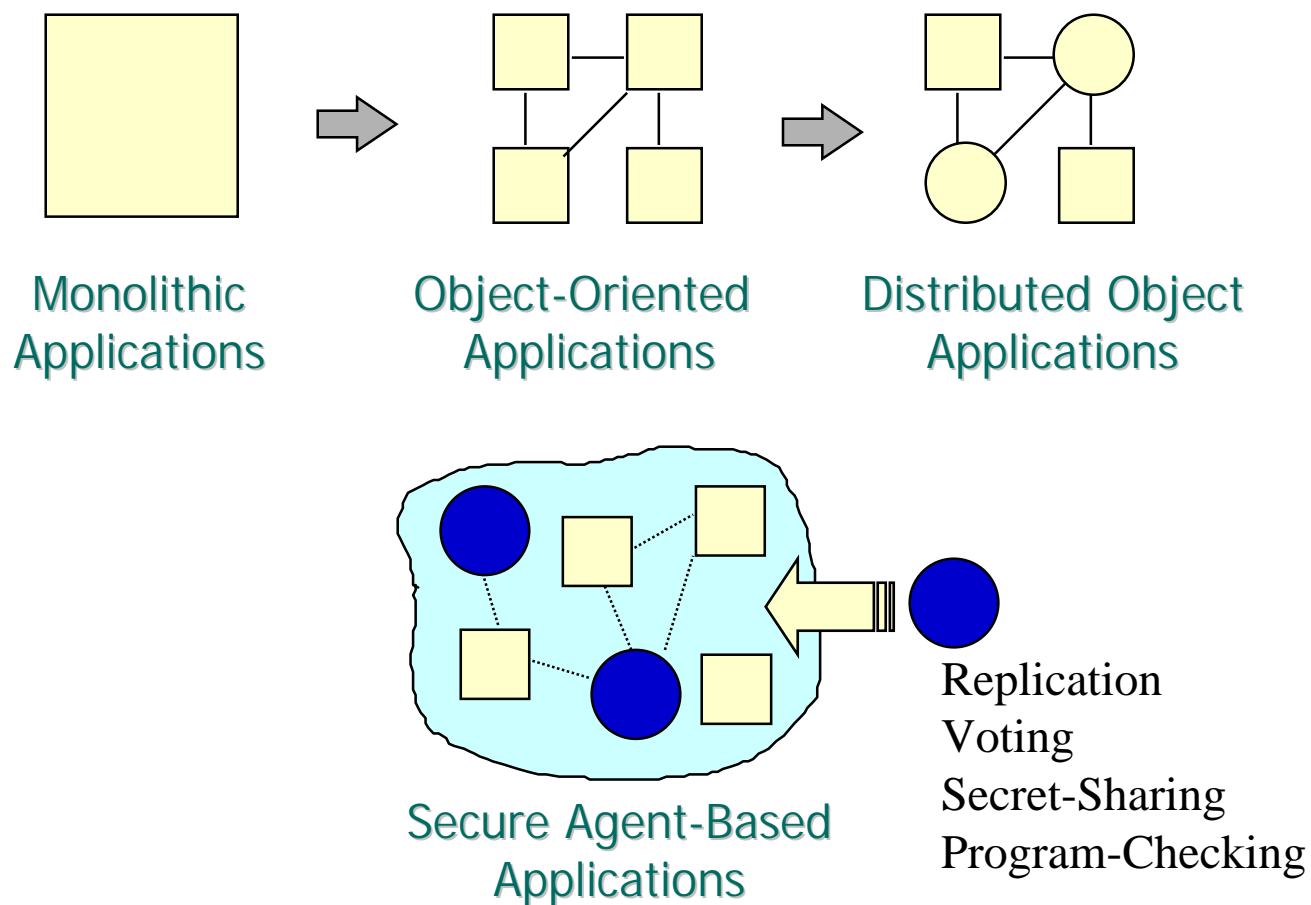 Monolithic
Applications
Object-Oriented
Applications
Distributed Object
Applications
Secure Agent-Based
Applications
Replication
Voting
Secret-Sharing
Program-Checking